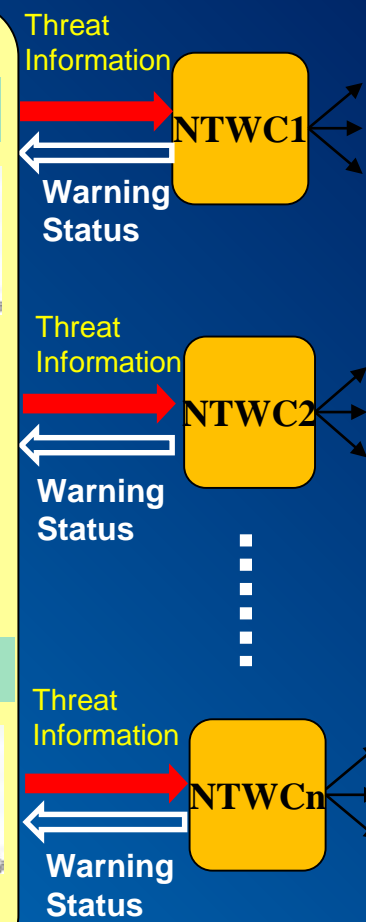 Threat
Information
NTWC1
Warning
Status
Threat
Information
NTWC2
Warning
Status
Threat
Information
NTWCn
Warning
Status